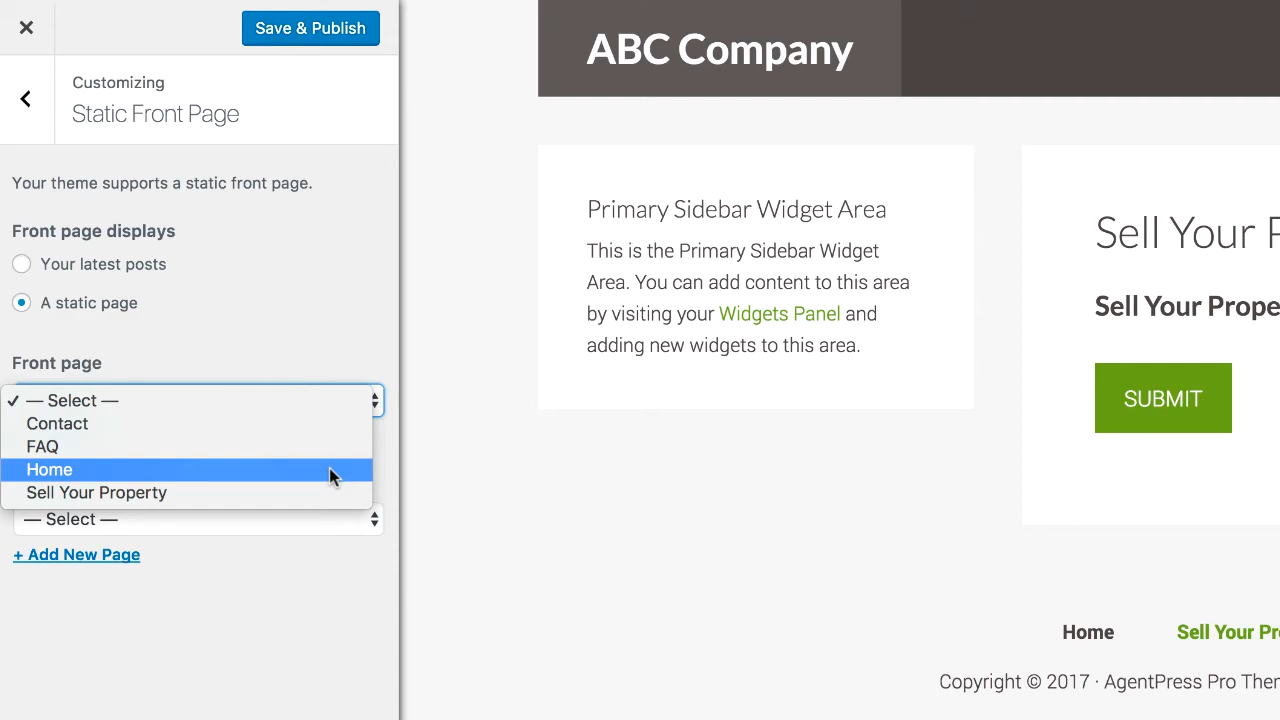 Save & Publish
Customizing
Static Front Page
Your theme supports a static front page.
Front page displays
Your latest posts
A static page
Front page
— Select —
Contact
FAQ
Home
Sell Your Property
— Select —
+ Add New Page
ABC Company
Primary Sidebar Widget Area
This is the Primary Sidebar Widget
Area. You can add content to this area
by visiting your Widgets Panel and
adding new widgets to this area.
Sell Your P
Sell Your Prope
SUBMIT
Home Sell Your Pr
Copyright © 2017 · AgentPress Pro Them